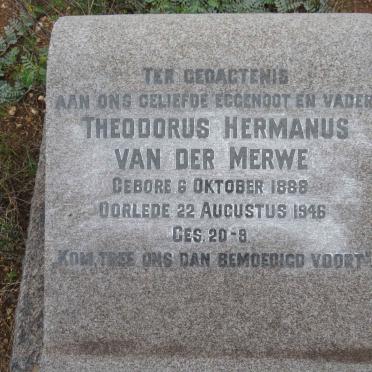 TER GEDAGTENIS
AAN ONS GELIEFDE EGGENOOT EN VADER
THEODORUS HERMANUS
VAN DER MERWE
GEBORE 6 OKTOBER 1888
OORLEDE 22 AUGUSTUS 1946
GES. 20-8.
"KOM, TREE ONS DAN BEMOEDIGD VOORT"